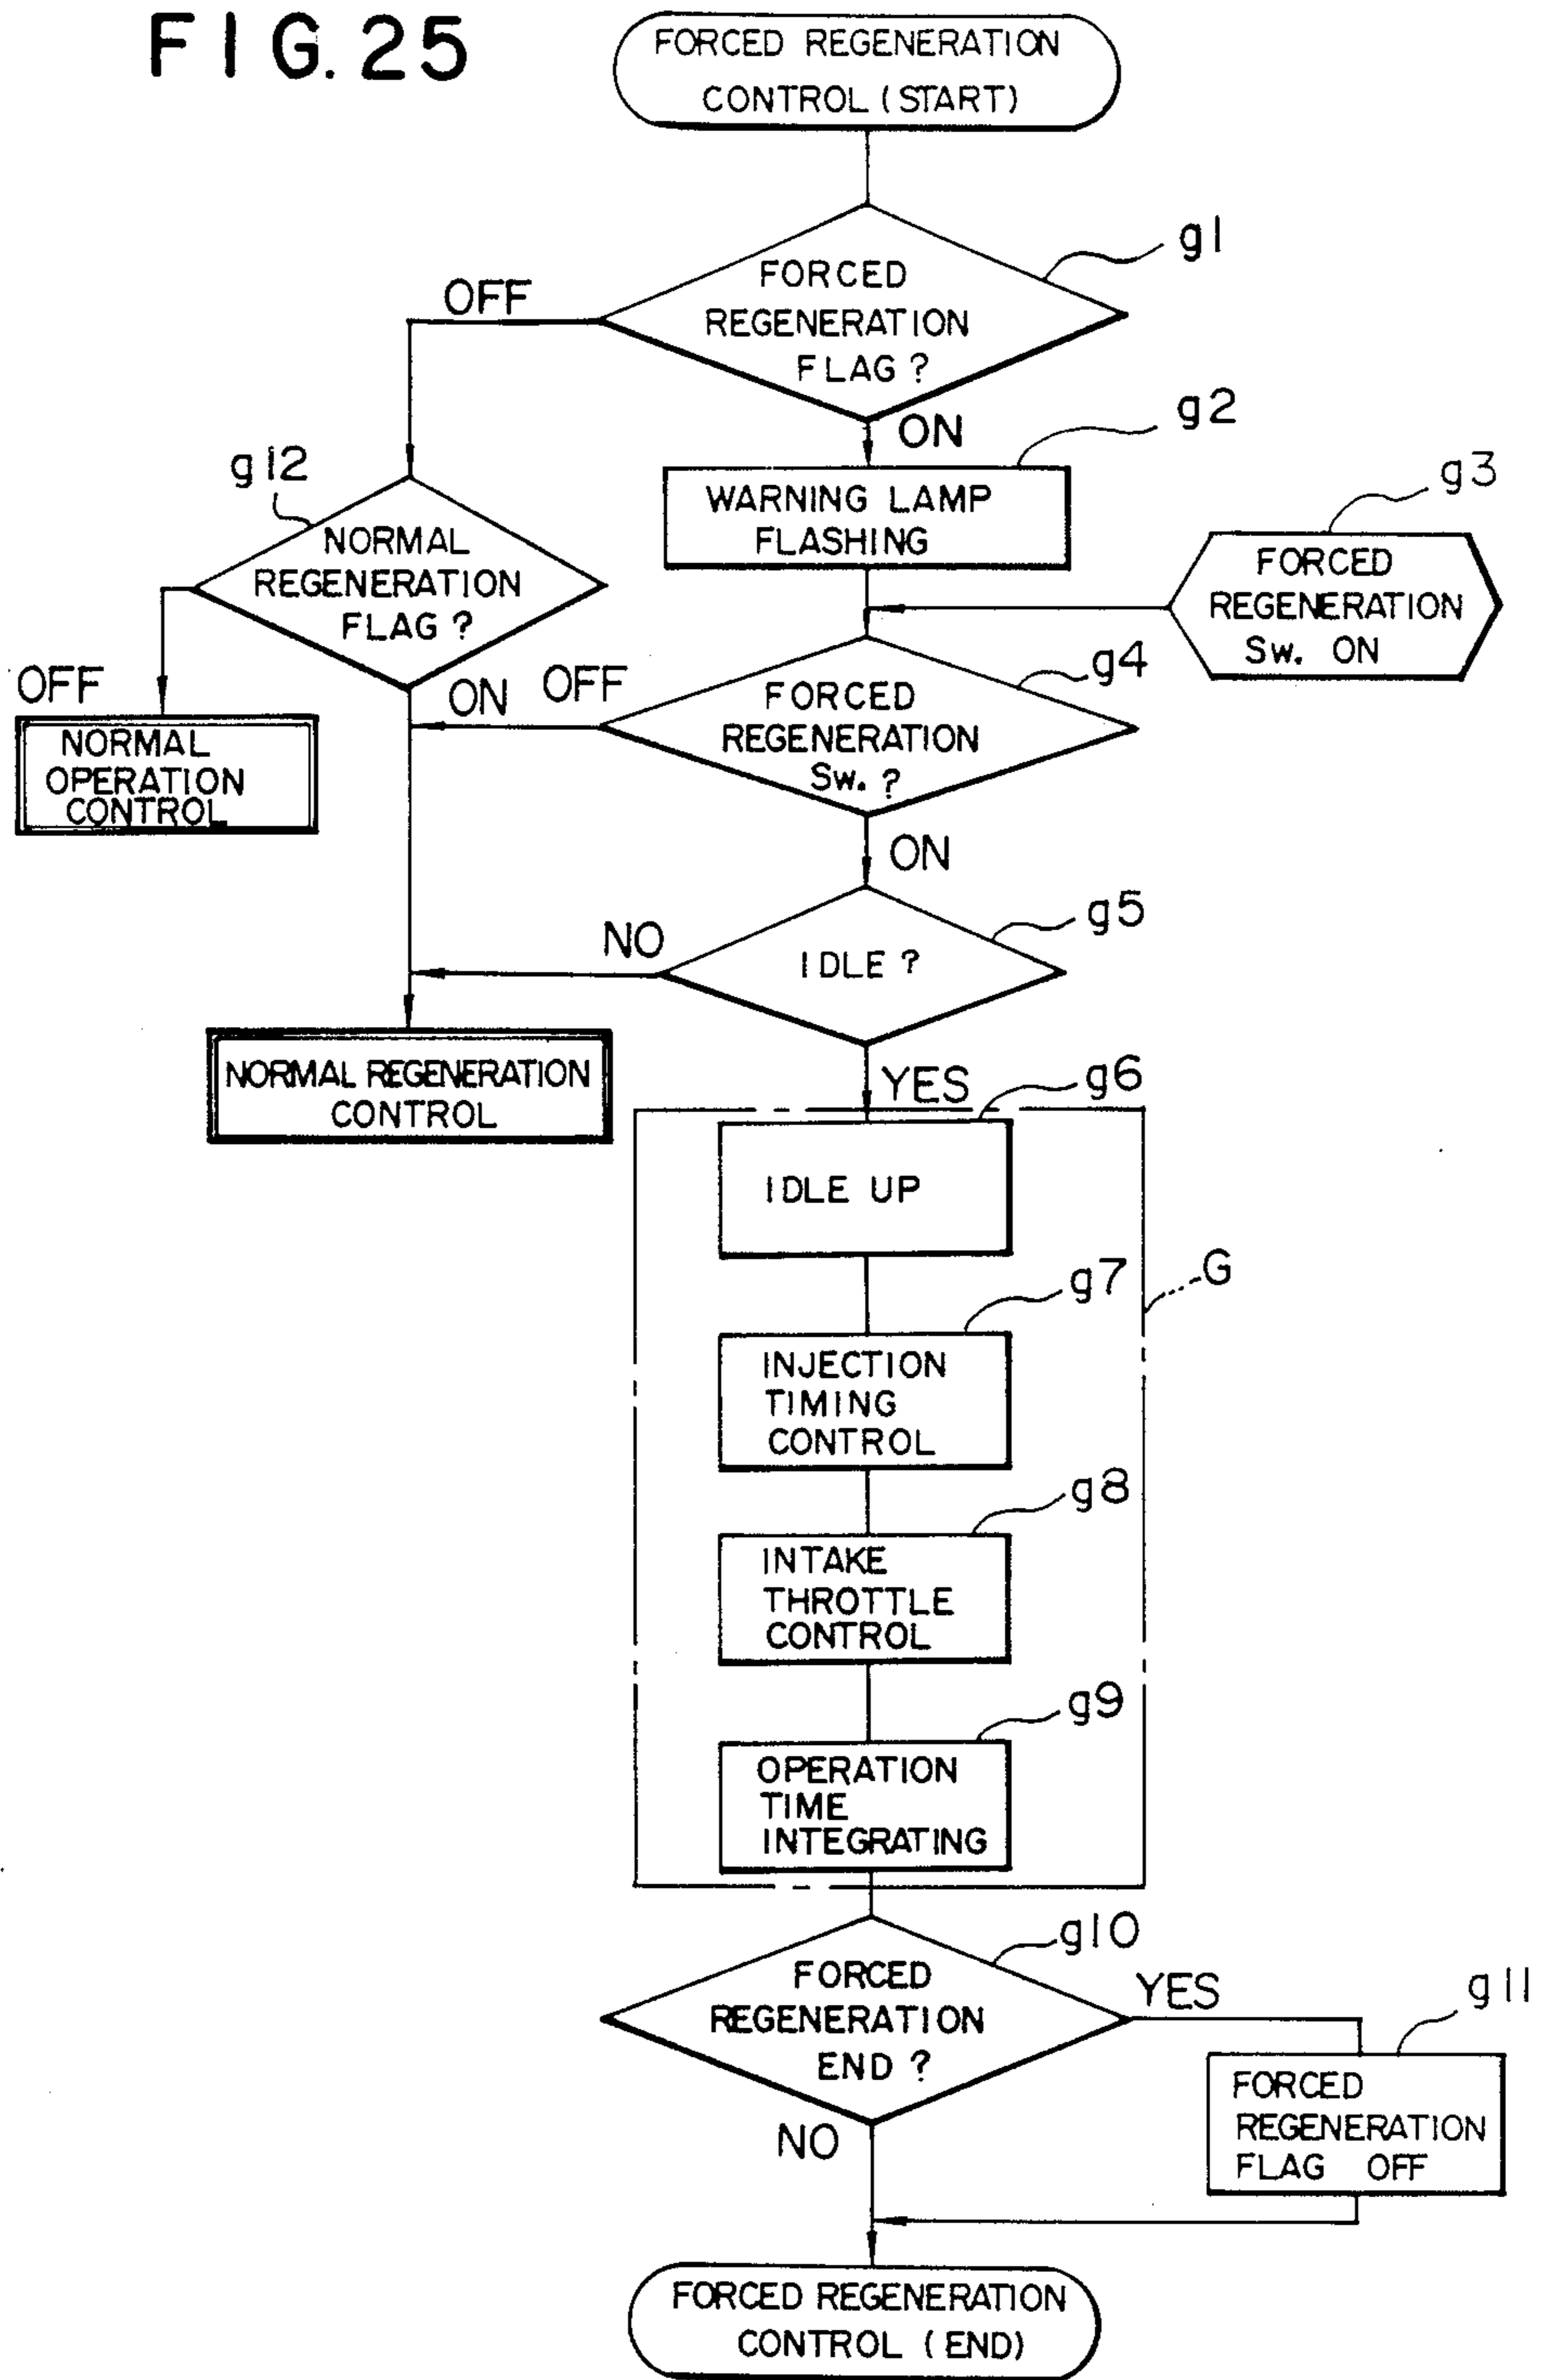 FIG. 25
FORCED REGENERATION
CONTROL (START)
g1
FORCED
REGENERATION
FLAG ?
OFF
ON
g2
WARNING LAMP
FLASHING
g12
NORMAL
REGENERATION
FLAG ?
g3
FORCED
REGENERATION
Sw. ON
OFF
ON
OFF
g4
FORCED
REGENERATION
Sw. ?
NORMAL
OPERATION
CONTROL
ON
NO
g5
IDLE ?
NORMAL REGENERATION
CONTROL
YES
g6
IDLE UP
G
g7
INJECTION
TIMING
CONTROL
g8
INTAKE
THROTTLE
CONTROL
g9
OPERATION
TIME
INTEGRATING
g10
FORCED
REGENERATION
END ?
YES
g11
FORCED
REGENERATION
FLAG OFF
NO
FORCED REGENERATION
CONTROL (END)